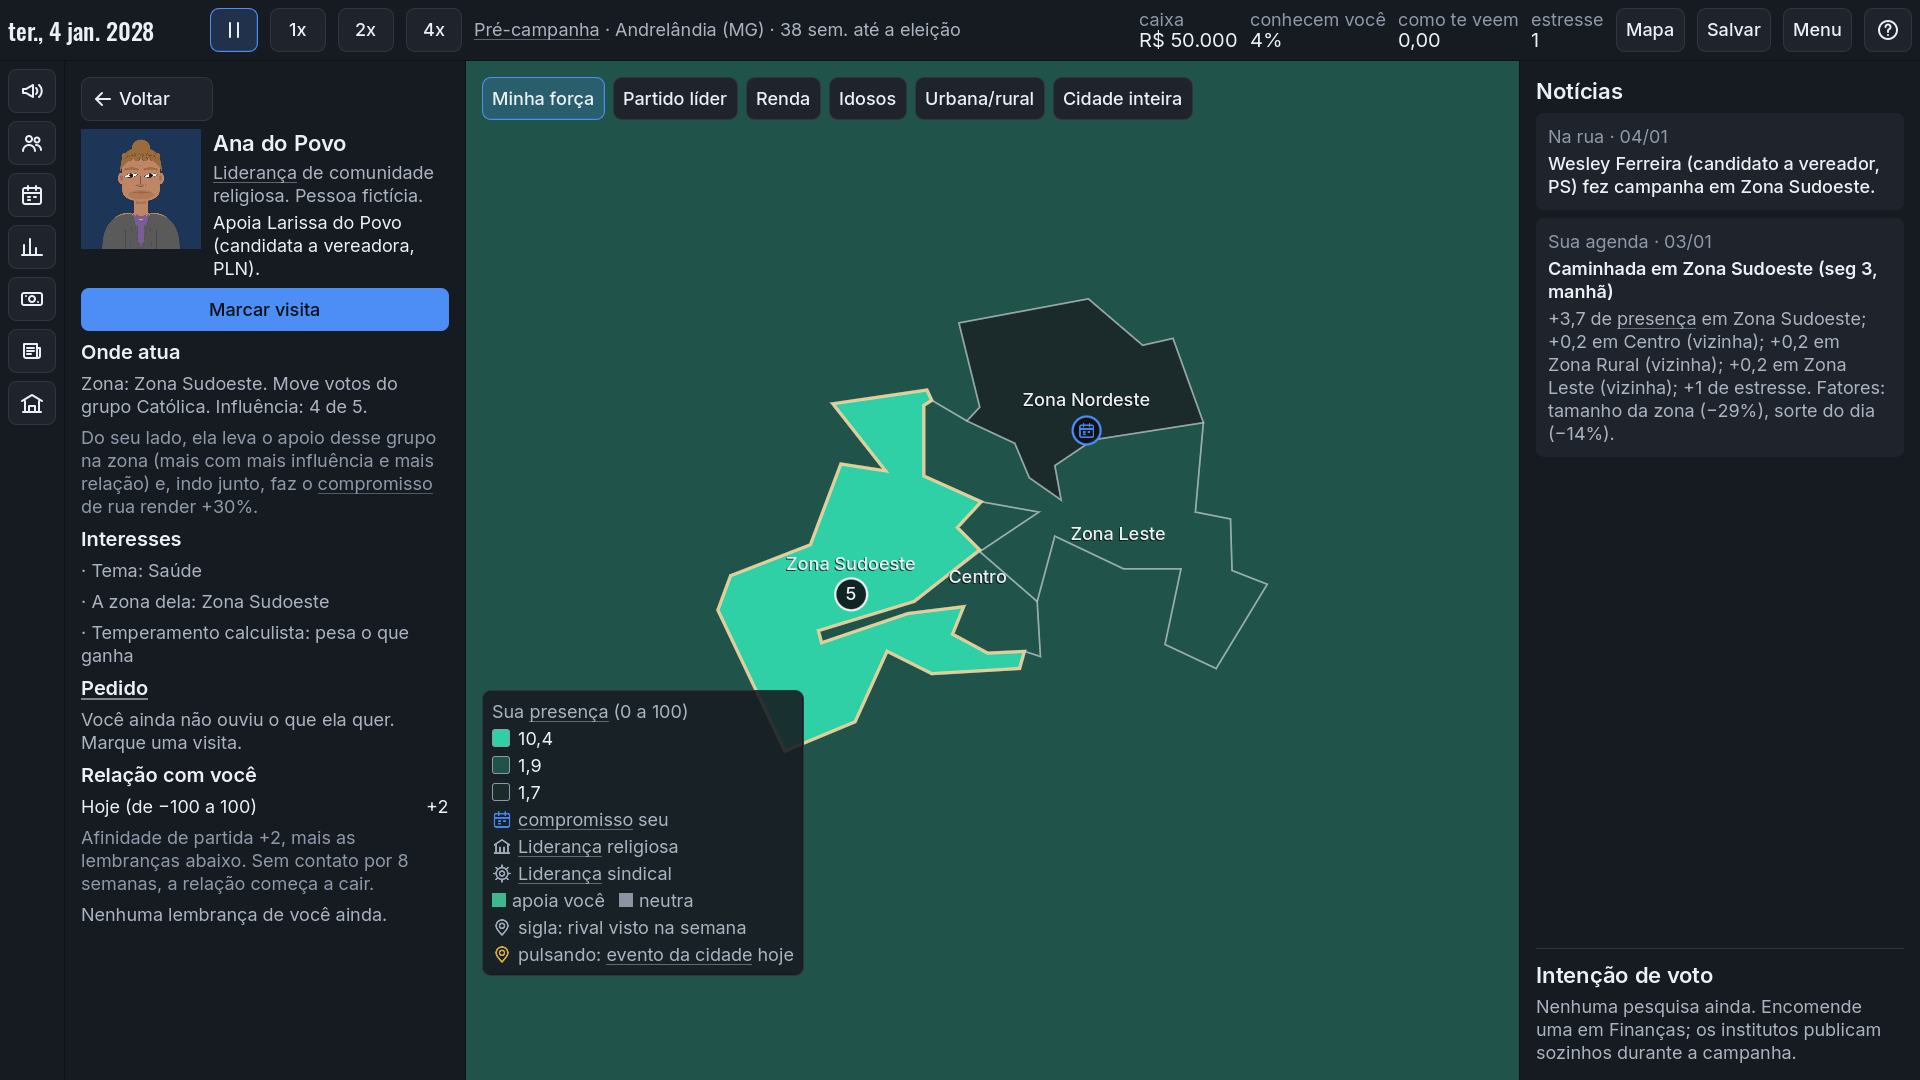 ter., 4 jan. 2028
1x
2x
4x
Pré-campanha · Andrelândia (MG) · 38 sem. até a eleição
caixa
R$ 50.000
conhecem você
4%
como te veem
0,00
estresse
1
Mapa
Salvar
Menu
Voltar
Ana do Povo
Liderança de comunidade
religiosa. Pessoa fictícia.
Apoia Larissa do Povo
(candidata a vereadora,
PLN).
Marcar visita
Onde atua
Zona: Zona Sudoeste. Move votos do
grupo Católica. Influência: 4 de 5.
Do seu lado, ela leva o apoio desse grupo
na zona (mais com mais influência e mais
relação) e, indo junto, faz o compromisso
de rua render +30%.
Interesses
· Tema: Saúde
· A zona dela: Zona Sudoeste
· Temperamento calculista: pesa o que
ganha
Pedido
Você ainda não ouviu o que ela quer.
Marque uma visita.
Relação com você
Hoje (de −100 a 100) +2
Afinidade de partida +2, mais as
lembranças abaixo. Sem contato por 8
semanas, a relação começa a cair.
Nenhuma lembrança de você ainda.
Minha força
Partido líder
Renda
Idosos
Urbana/rural
Cidade inteira
Zona Nordeste
Zona Leste
Zona Sudoeste
5
Centro
Sua presença (0 a 100)
10,4
1,9
1,7
compromisso seu
Liderança religiosa
Liderança sindical
apoia você neutra
sigla: rival visto na semana
pulsando: evento da cidade hoje
Notícias
Na rua · 04/01
Wesley Ferreira (candidato a vereador,
PS) fez campanha em Zona Sudoeste.
Sua agenda · 03/01
Caminhada em Zona Sudoeste (seg 3,
manhã)
+3,7 de presença em Zona Sudoeste;
+0,2 em Centro (vizinha); +0,2 em
Zona Rural (vizinha); +0,2 em Zona
Leste (vizinha); +1 de estresse. Fatores:
tamanho da zona (−29%), sorte do dia
(−14%).
Intenção de voto
Nenhuma pesquisa ainda. Encomende
uma em Finanças; os institutos publicam
sozinhos durante a campanha.